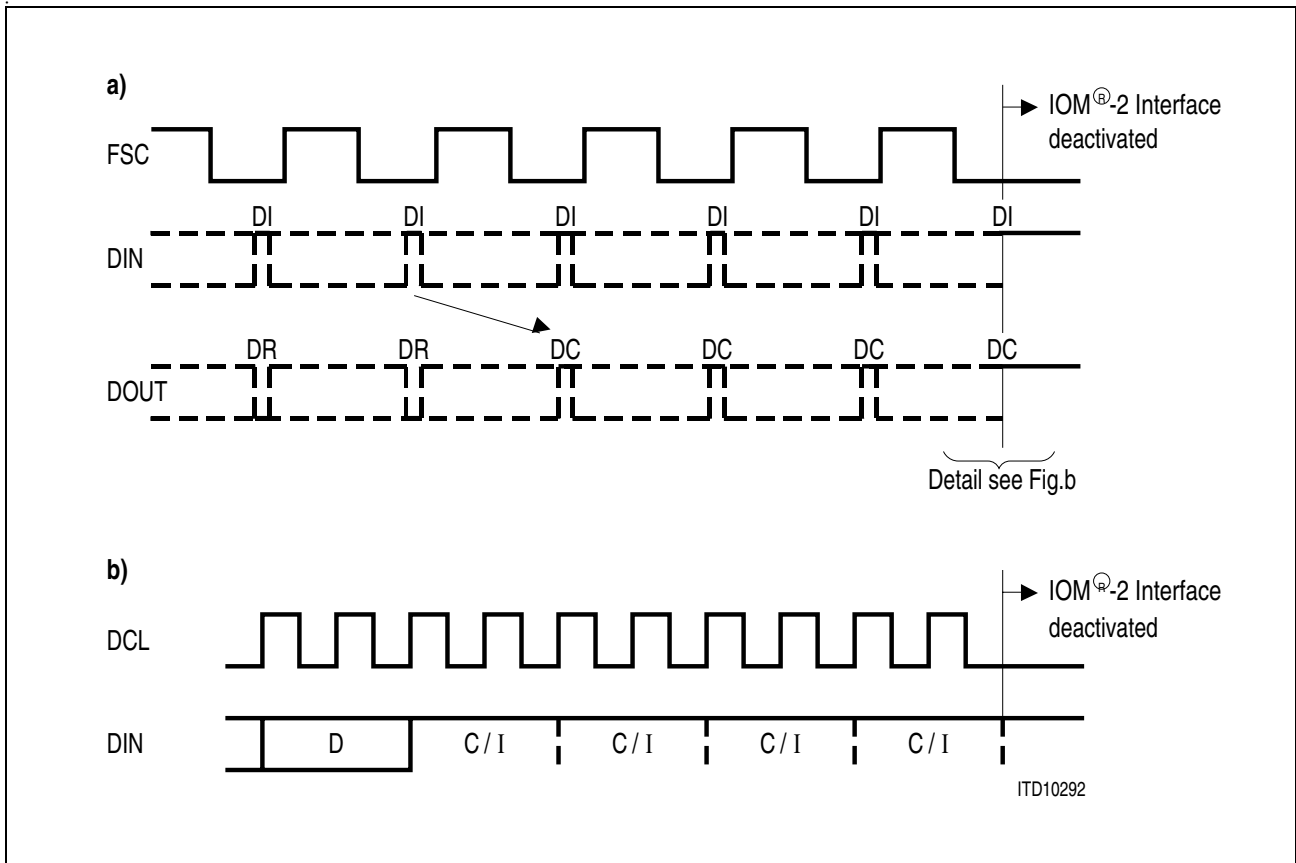 a)
IOM®-2 Interface
deactivated
FSC
DI DI DI DI DI DI
DIN
DR DR DC DC DC DC
DOUT
Detail see Fig.b
b)
IOM®-2 Interface
deactivated
DCL
DIN D C / I C / I C / I C / I
ITD10292